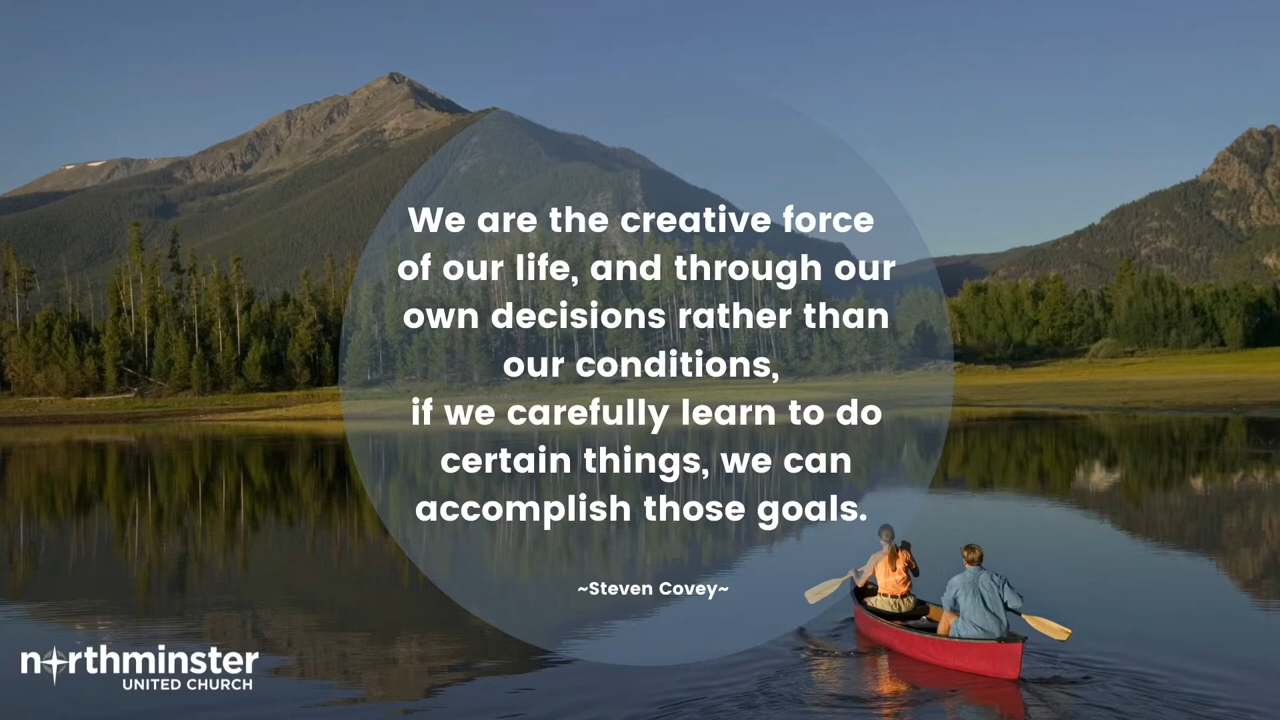 We are the creative force
of our life, and through our
own decisions rather than
our conditions,
if we carefully learn to do
certain things, we can
accomplish those goals.
~Steven Covey~
northminster
UNITED CHURCH